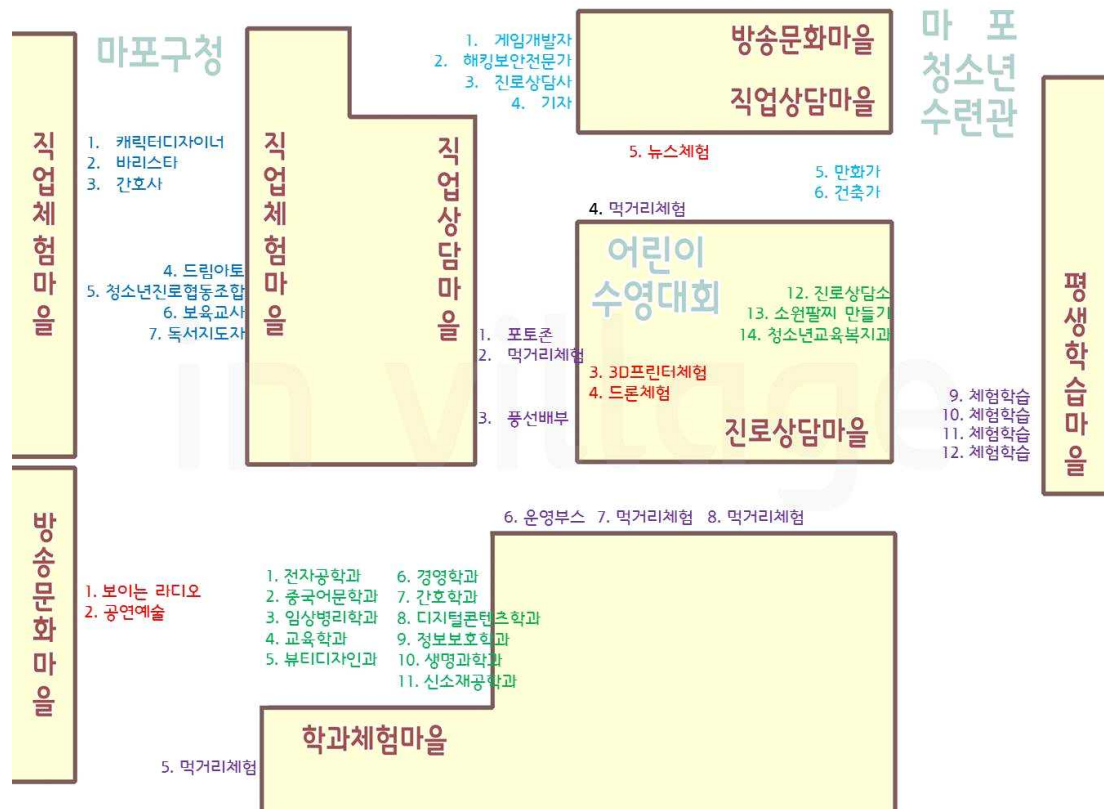 마포구청
직업체험마을
1. 캐릭터디자이너
2. 바리스타
3. 간호사
4. 드림아토
5. 청소년진로협동조합
6. 보육교사
7. 독서지도자
직업체험마을
직업상담마을
1. 게임개발자
2. 해킹보안전문가
3. 진로상담사
4. 기자
방송문화마을
직업상담마을
마 포
청소년
수련관
5. 뉴스체험
5. 만화가
6. 건축가
4. 먹거리체험
어린이
수영대회
12. 진로상담소
13. 소원팔찌 만들기
14. 청소년교육복지과
1. 포토존
2. 먹거리체험
3. 풍선배부
3. 3D프린터체험
4. 드론체험
진로상담마을
평생학습마을
9. 체험학습
10. 체험학습
11. 체험학습
12. 체험학습
in village
방송문화마을
1. 보이는 라디오
2. 공연예술
6. 운영부스 7. 먹거리체험 8. 먹거리체험
1. 전자공학과
2. 중국어문학과
3. 임상병리학과
4. 교육학과
5. 뷰티디자인과
6. 경영학과
7. 간호학과
8. 디지털콘텐츠학과
9. 정보보호학과
10. 생명과학과
11. 신소재공학과
학과체험마을
5. 먹거리체험